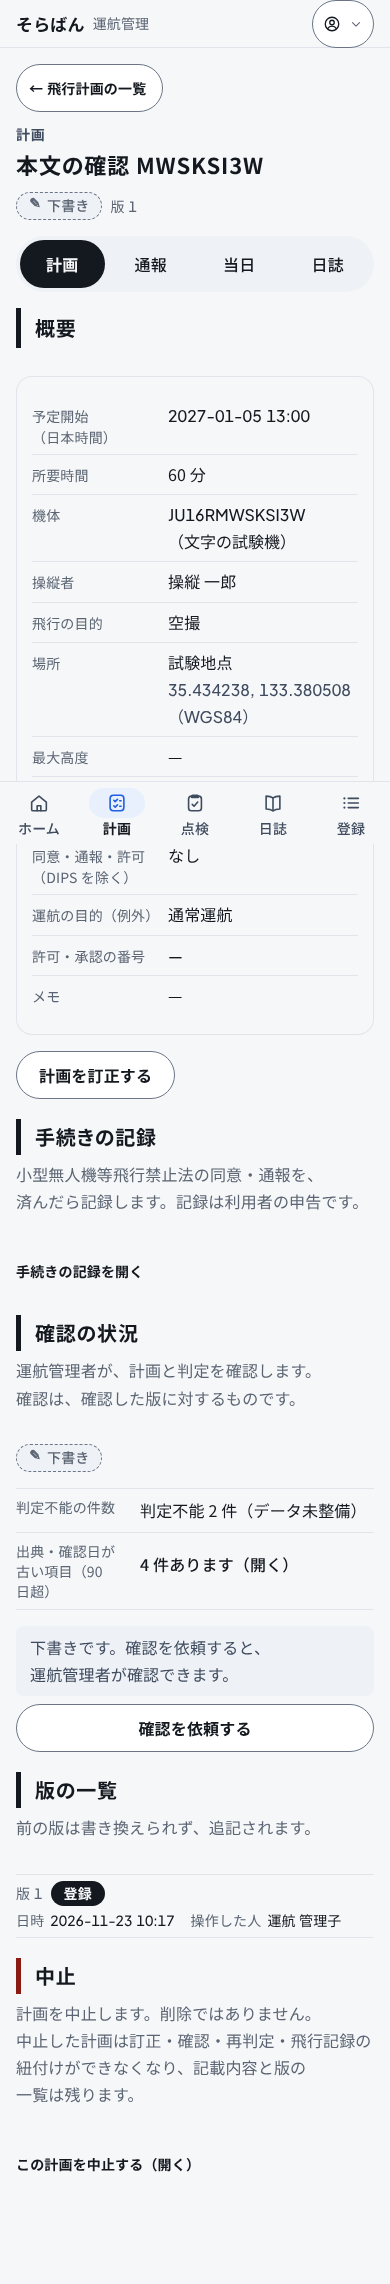 そらばん 運航管理
← 飛行計画の一覧
計画
本文の確認 MWSKSI3W
✎ 下書き 版 1
計画 通報 当日 日誌
概要
予定開始 2027-01-05 13:00
（日本時間）
所要時間 60 分
機体 JU16RMWSKSI3W
（文字の試験機）
操縦者 操縦 一郎
飛行の目的 空撮
場所 試験地点
35.434238, 133.380508
（WGS84）
最大高度 —
ホーム 計画 点検 日誌 登録
同意・通報・許可 なし
（DIPS を除く）
運航の目的（例外） 通常運航
許可・承認の番号 —
メモ —
計画を訂正する
手続きの記録
小型無人機等飛行禁止法の同意・通報を、
済んだら記録します。記録は利用者の申告です。
手続きの記録を開く
確認の状況
運航管理者が、計画と判定を確認します。
確認は、確認した版に対するものです。
✎ 下書き
判定不能の件数 判定不能 2 件（データ未整備）
出典・確認日が
古い項目（90 4 件あります（開く）
日超）
下書きです。確認を依頼すると、
運航管理者が確認できます。
確認を依頼する
版の一覧
前の版は書き換えられず、追記されます。
版 1 登録
日時 2026-11-23 10:17 操作した人 運航 管理子
中止
計画を中止します。削除ではありません。
中止した計画は訂正・確認・再判定・飛行記録の
紐付けができなくなり、記載内容と版の
一覧は残ります。
この計画を中止する（開く）